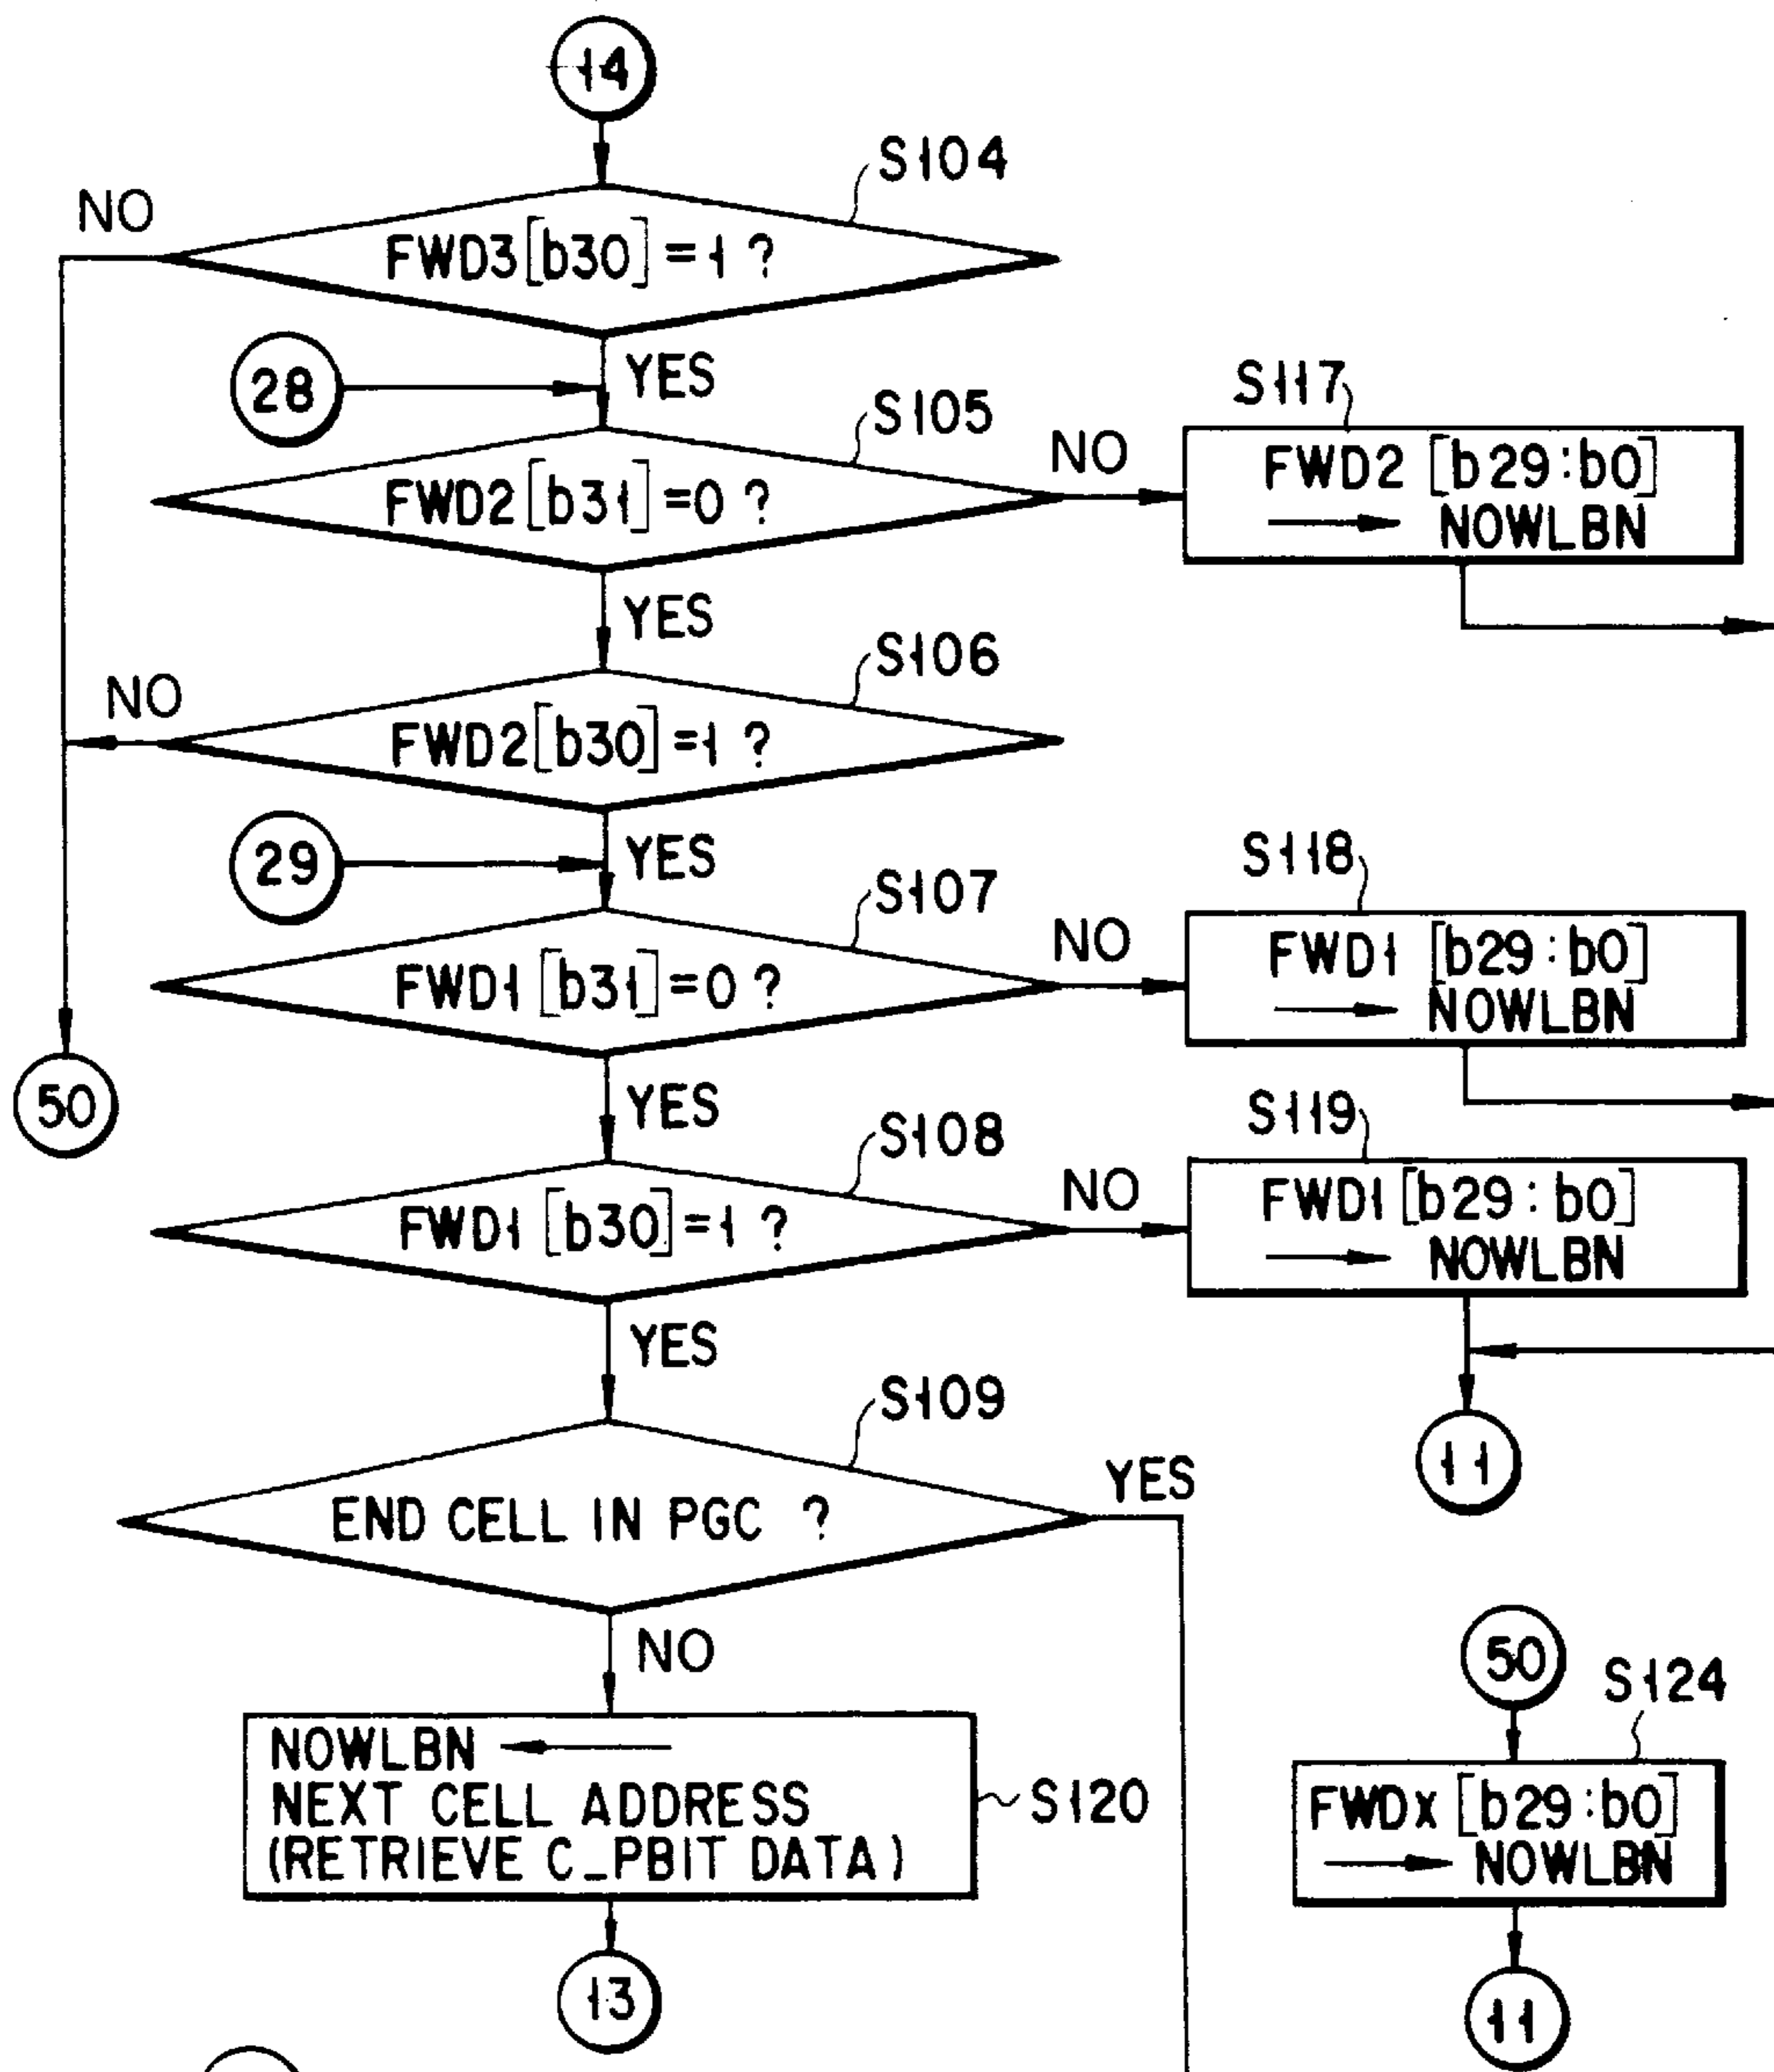 14
S104
NO
FWD3[b30]=1 ?
YES
28
S105
NO
S117
FWD2[b31]=0 ?
FWD2 [b29:b0]
→ NOWLBN
YES
S106
NO
FWD2[b30]=1 ?
YES
29
S107
NO
S118
FWD1[b31]=0 ?
FWD1 [b29:b0]
→ NOWLBN
50
YES
S108
NO
S119
FWD1[b30]=1 ?
FWD1[b29:b0]
→ NOWLBN
YES
S109
YES
11
END CELL IN PGC ?
NO
50
S124
NOWLBN ←
NEXT CELL ADDRESS
(RETRIEVE C_PBIT DATA)
S120
FWDX [b29:b0]
→ NOWLBN
13
11